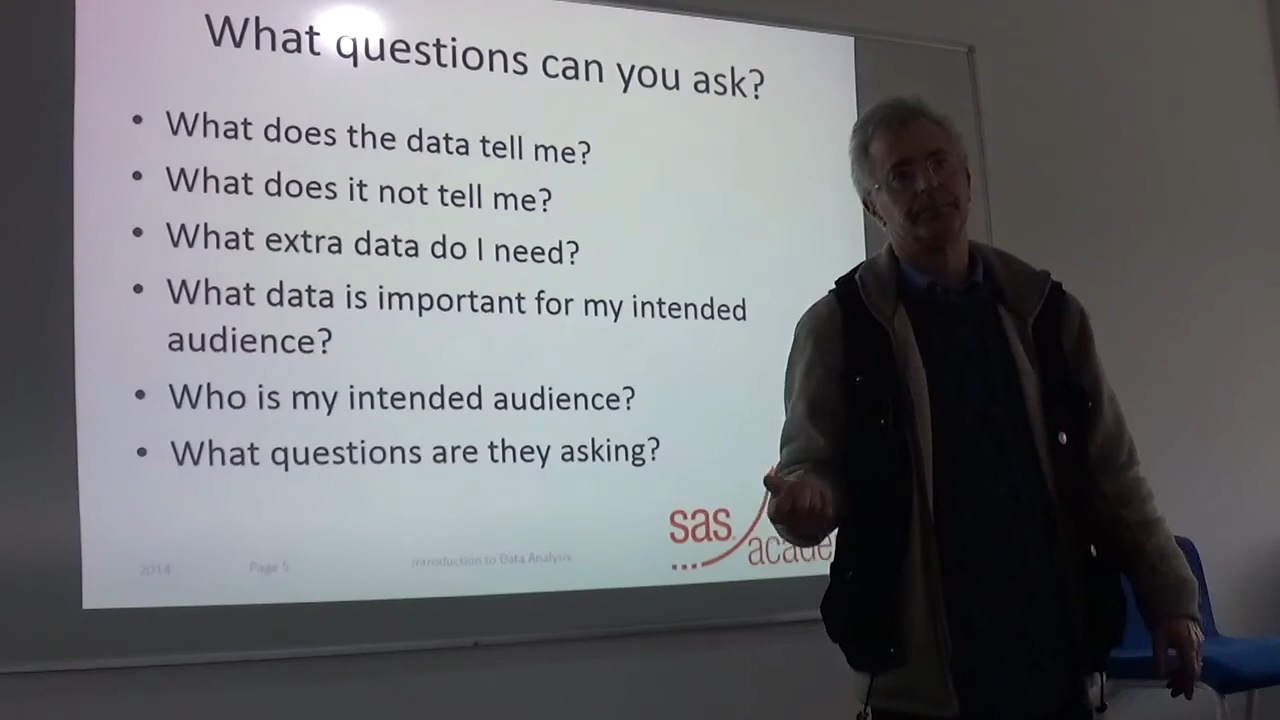 What questions can you ask?
• What does the data tell me?
• What does it not tell me?
• What extra data do I need?
• What data is important for my intended
audience?
• Who is my intended audience?
• What questions are they asking?
sas
acade
2014 Page 5 Introduction to Data Analysis